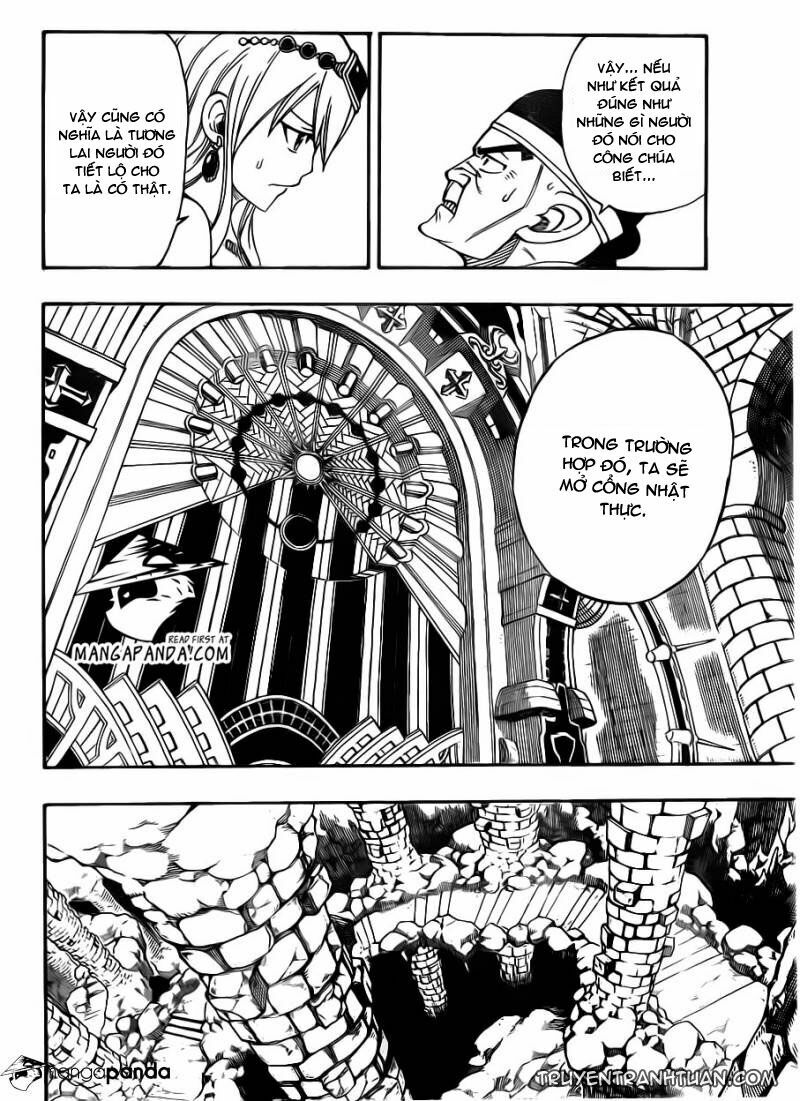 VẬY... NẾU
NHƯ KẾT QUẢ
ĐÚNG NHƯ
NHỮNG GÌ NGƯỜI
ĐÓ NÓI CHO
CÔNG CHÚA
BIẾT...
VẬY CŨNG CÓ
NGHĨA LÀ TƯƠNG
LAI NGƯỜI ĐÓ
TIẾT LỘ CHO
TA LÀ CÓ THẬT.
TRONG TRƯỜNG
HỢP ĐÓ, TA SẼ
MỞ CỔNG NHẬT
THỰC.
READ FIRST AT
MANGAPANDA.COM
mangapanda
TRUYENTRANHTUAN.COM